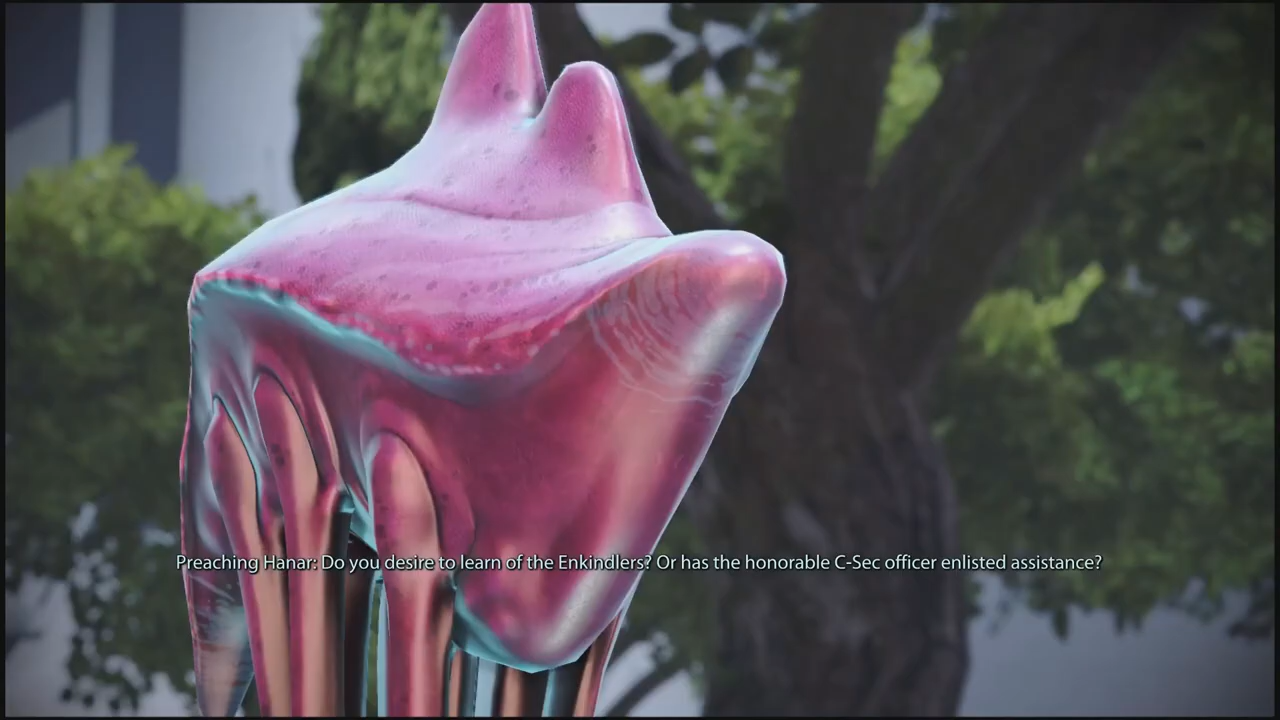 Preaching Hanar: Do you desire to learn of the Enkindlers? Or has the honorable C-Sec officer enlisted assistance?